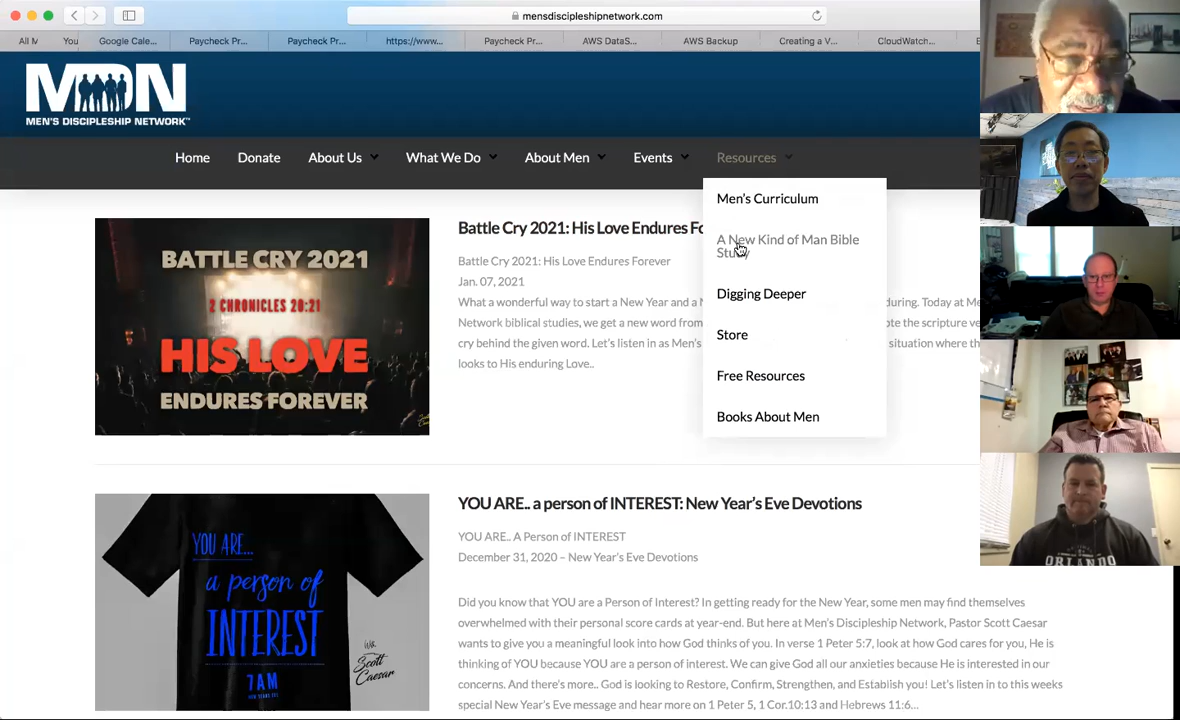 mensdiscipleshipnetwork.com
All M
You
Google Cale...
Paycheck Pr...
Paycheck Pr...
https://www...
Paycheck Pr...
AWS DataS...
AWS Backup
Creating a V...
CloudWatch...
MDN
MEN'S DISCIPLESHIP NETWORK™
Home
Donate
About Us
What We Do
About Men
Events
Resources
Men's Curriculum
A New Kind of Man Bible
Study
Digging Deeper
Store
Free Resources
Books About Men
BATTLE CRY 2021
2 CHRONICLES 20:21
HIS LOVE
ENDURES FOREVER
Battle Cry 2021: His Love Endures Fo
Battle Cry 2021: His Love Endures Forever
Jan. 07, 2021
What a wonderful way to start a New Year and a N
during. Today at Me
Network biblical studies, we get a new word from
ote the scripture ve
cry behind the given word. Let's listen in as Men's
situation where th
looks to His enduring Love..
YOU ARE...
a person of
INTEREST
With
Scott
Caesar
7AM
YOU ARE.. a person of INTEREST: New Year's Eve Devotions
YOU ARE.. A Person of INTEREST
December 31, 2020 – New Year's Eve Devotions
Did you know that YOU are a Person of Interest? In getting ready for the New Year, some men may find themselves
overwhelmed with their personal score cards at year-end. But here at Men's Discipleship Network, Pastor Scott Caesar
wants to give you a meaningful look into how God thinks of you. In verse 1 Peter 5:7, look at how God cares for you, He is
thinking of YOU because YOU are a person of interest. We can give God all our anxieties because He is interested in our
concerns. And there's more.. God is looking to Restore, Confirm, Strengthen, and Establish you! Let's listen in to this weeks
special New Year's Eve message and hear more on 1 Peter 5, 1 Cor.10:13 and Hebrews 11:6...
ORLANDO